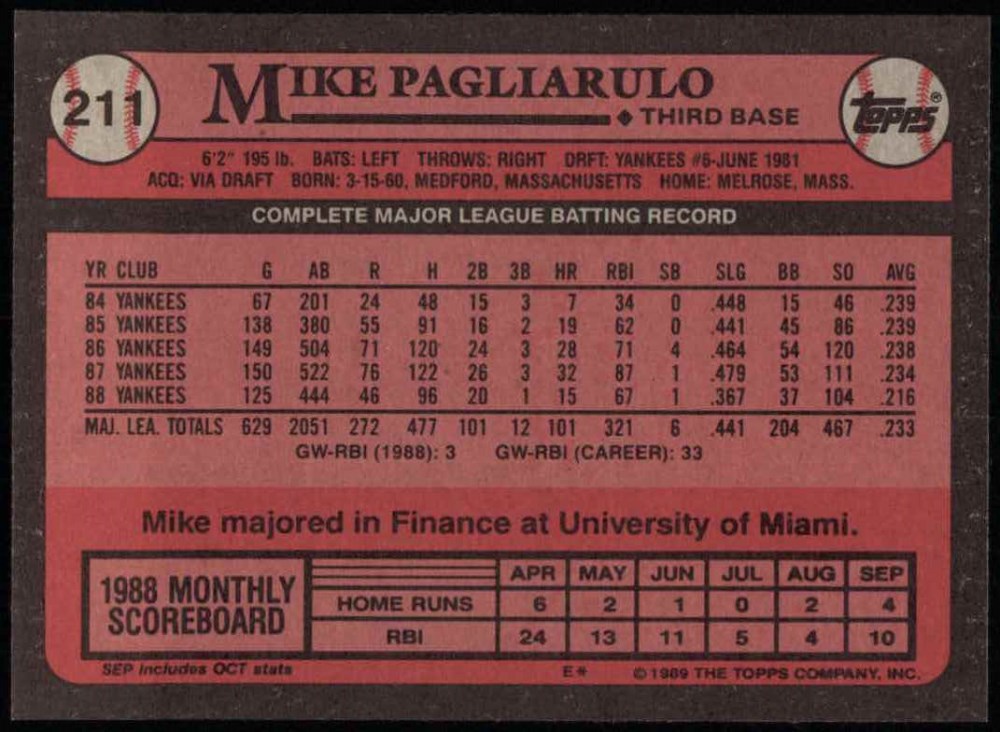 211
MIKE PAGLIARULO
THIRD BASE
topps®
6'2" 195 lb. BATS: LEFT THROWS: RIGHT DRFT: YANKEES #6-JUNE 1981
ACQ: VIA DRAFT BORN: 3-15-60, MEDFORD, MASSACHUSETTS HOME: MELROSE, MASS.
COMPLETE MAJOR LEAGUE BATTING RECORD
YR CLUB G AB R H 2B 3B HR RBI SB SLG BB SO AVG
84 YANKEES 67 201 24 48 15 3 7 34 0 .448 15 46 .239
85 YANKEES 138 380 55 91 16 2 19 62 0 .441 45 86 .239
86 YANKEES 149 504 71 120 24 3 28 71 4 .464 54 120 .238
87 YANKEES 150 522 76 122 26 3 32 87 1 .479 53 111 .234
88 YANKEES 125 444 46 96 20 1 15 67 1 .367 37 104 .216
MAJ. LEA. TOTALS 629 2051 272 477 101 12 101 321 6 .441 204 467 .233
GW-RBI (1988): 3 GW-RBI (CAREER): 33
Mike majored in Finance at University of Miami.
1988 MONTHLY
SCOREBOARD
APR MAY JUN JUL AUG SEP
HOME RUNS 6 2 1 0 2 4
RBI 24 13 11 5 4 10
SEP includes OCT stats
E*
© 1989 THE TOPPS COMPANY, INC.